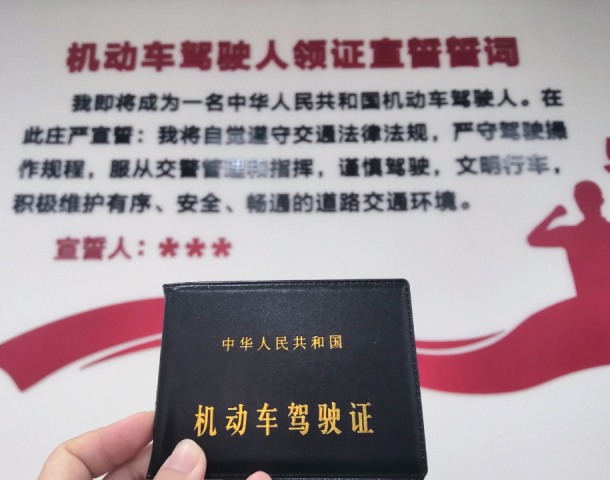 机动车驾驶人领证宣誓誓词
我即将成为一名中华人民共和国机动车驾驶人。在
此庄严宣誓：我将自觉遵守交通法律法规，严守驾驶操
作规程，服从交警管理和指挥，谨慎驾驶，文明行车，
积极维护有序、安全、畅通的道路交通环境。
宣誓人：***
中华人民共和国
机动车驾驶证